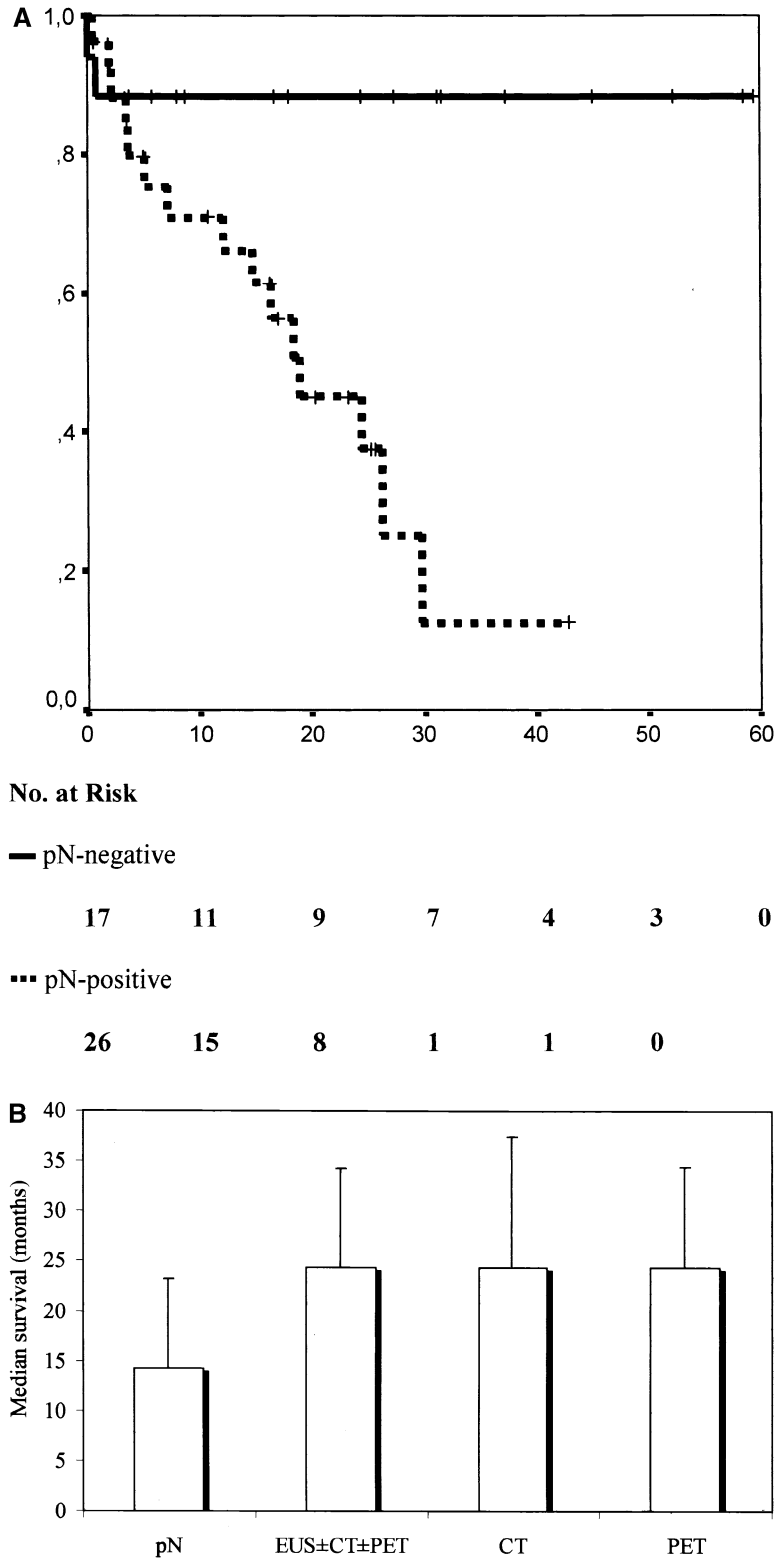 A
1,0
,8
,6
,4
,2
0,0
0 10 20 30 40 50 60
No. at Risk
pN-negative
17 11 9 7 4 3 0
pN-positive
26 15 8 1 1 0
B
Median survival (months)
40
35
30
25
20
15
10
5
0
pN EUS±CT±PET CT PET